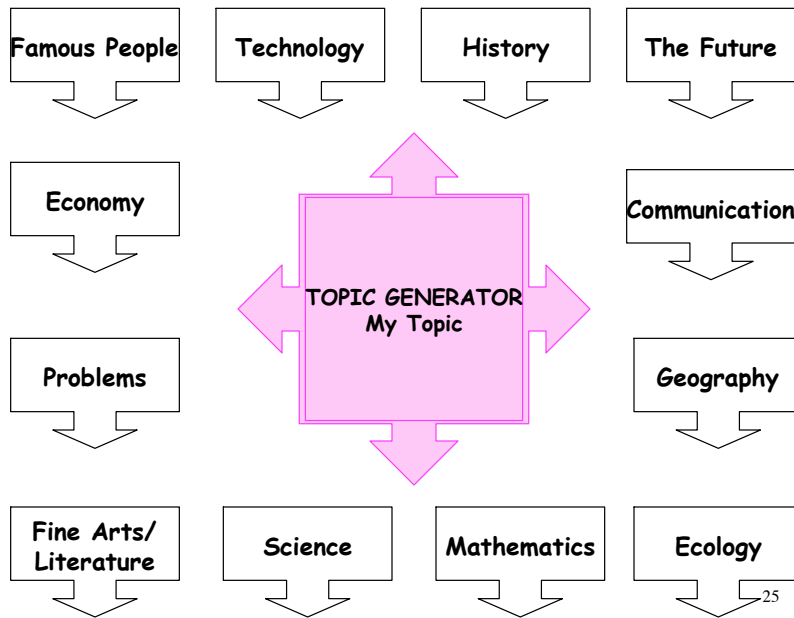 Famous People
Technology
History
The Future
Economy
Communication
TOPIC GENERATOR
My Topic
Problems
Geography
Fine Arts/
Literature
Science
Mathematics
Ecology
25